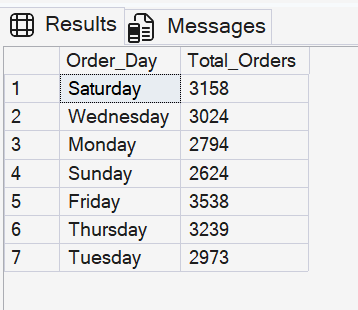 Results Messages
Order_Day Total_Orders
1 Saturday 3158
2 Wednesday 3024
3 Monday 2794
4 Sunday 2624
5 Friday 3538
6 Thursday 3239
7 Tuesday 2973